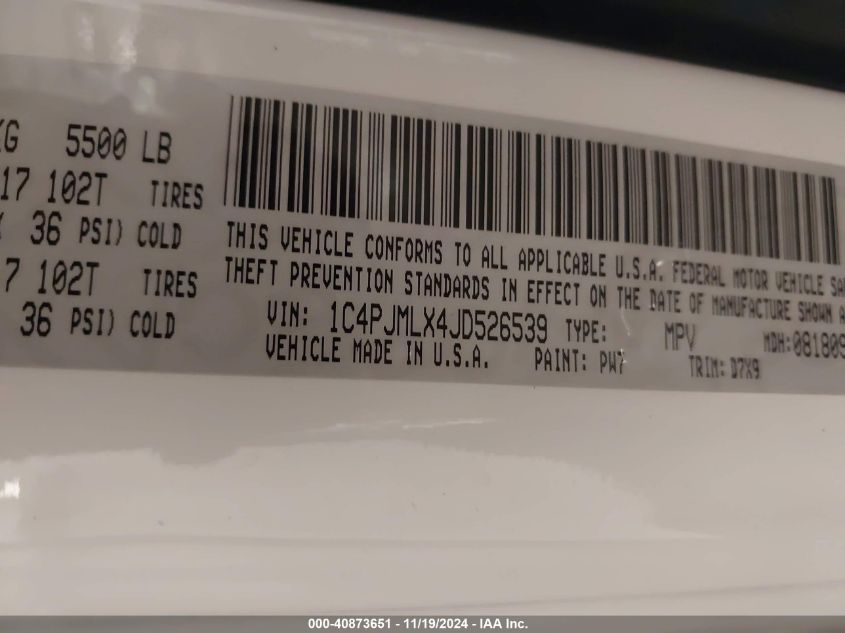 KG 5500 LB
17 102T TIRES
36 PSI) COLD
7 102T TIRES
36 PSI) COLD
THIS VEHICLE CONFORMS TO ALL APPLICABLE U.S.A. FEDERAL MOTOR VEHICLE SA
THEFT PREVENTION STANDARDS IN EFFECT ON THE DATE OF MANUFACTURE SHOWN A
VIN: 1C4PJMLX4JD526539 TYPE: MPV MDH:081809
VEHICLE MADE IN U.S.A. PAINT: PW7 TRIM: D7X9
000-40873651 - 11/19/2024 - IAA Inc.